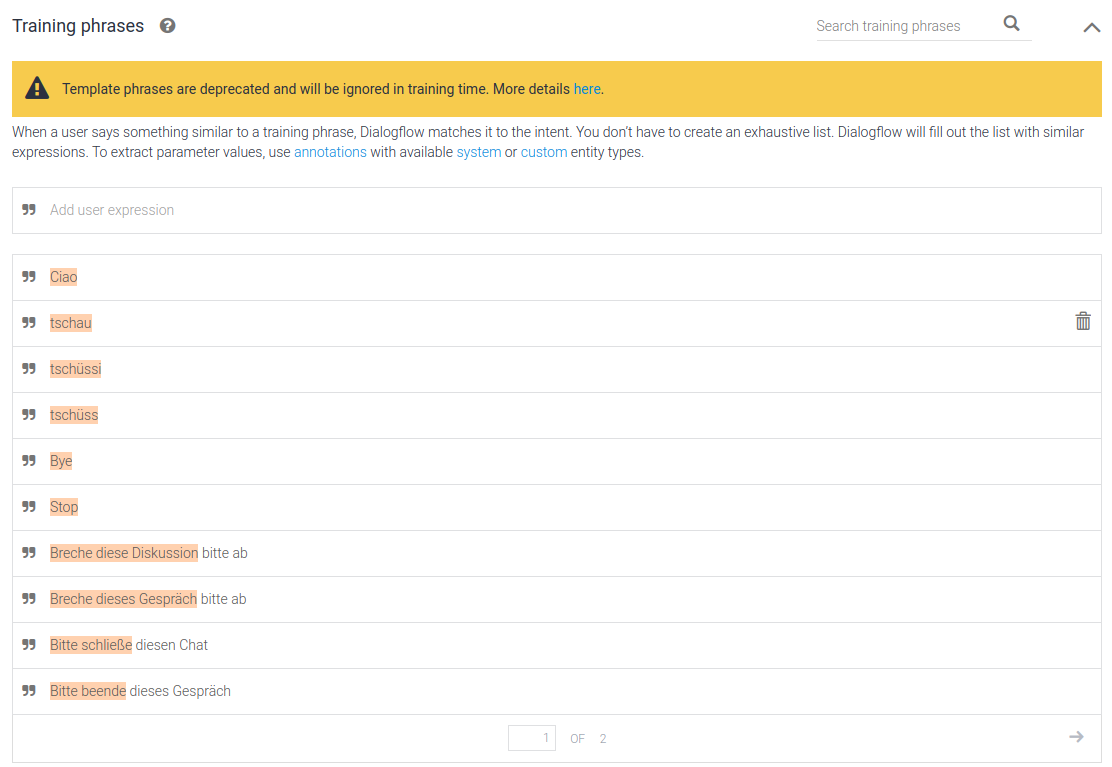 Training phrases
Search training phrases
Template phrases are deprecated and will be ignored in training time. More details here.
When a user says something similar to a training phrase, Dialogflow matches it to the intent. You don't have to create an exhaustive list. Dialogflow will fill out the list with similar
expressions. To extract parameter values, use annotations with available system or custom entity types.
Add user expression
Ciao
tschau
tschüssi
tschüss
Bye
Stop
Breche diese Diskussion bitte ab
Breche dieses Gespräch bitte ab
Bitte schließe diesen Chat
Bitte beende dieses Gespräch
1 OF 2